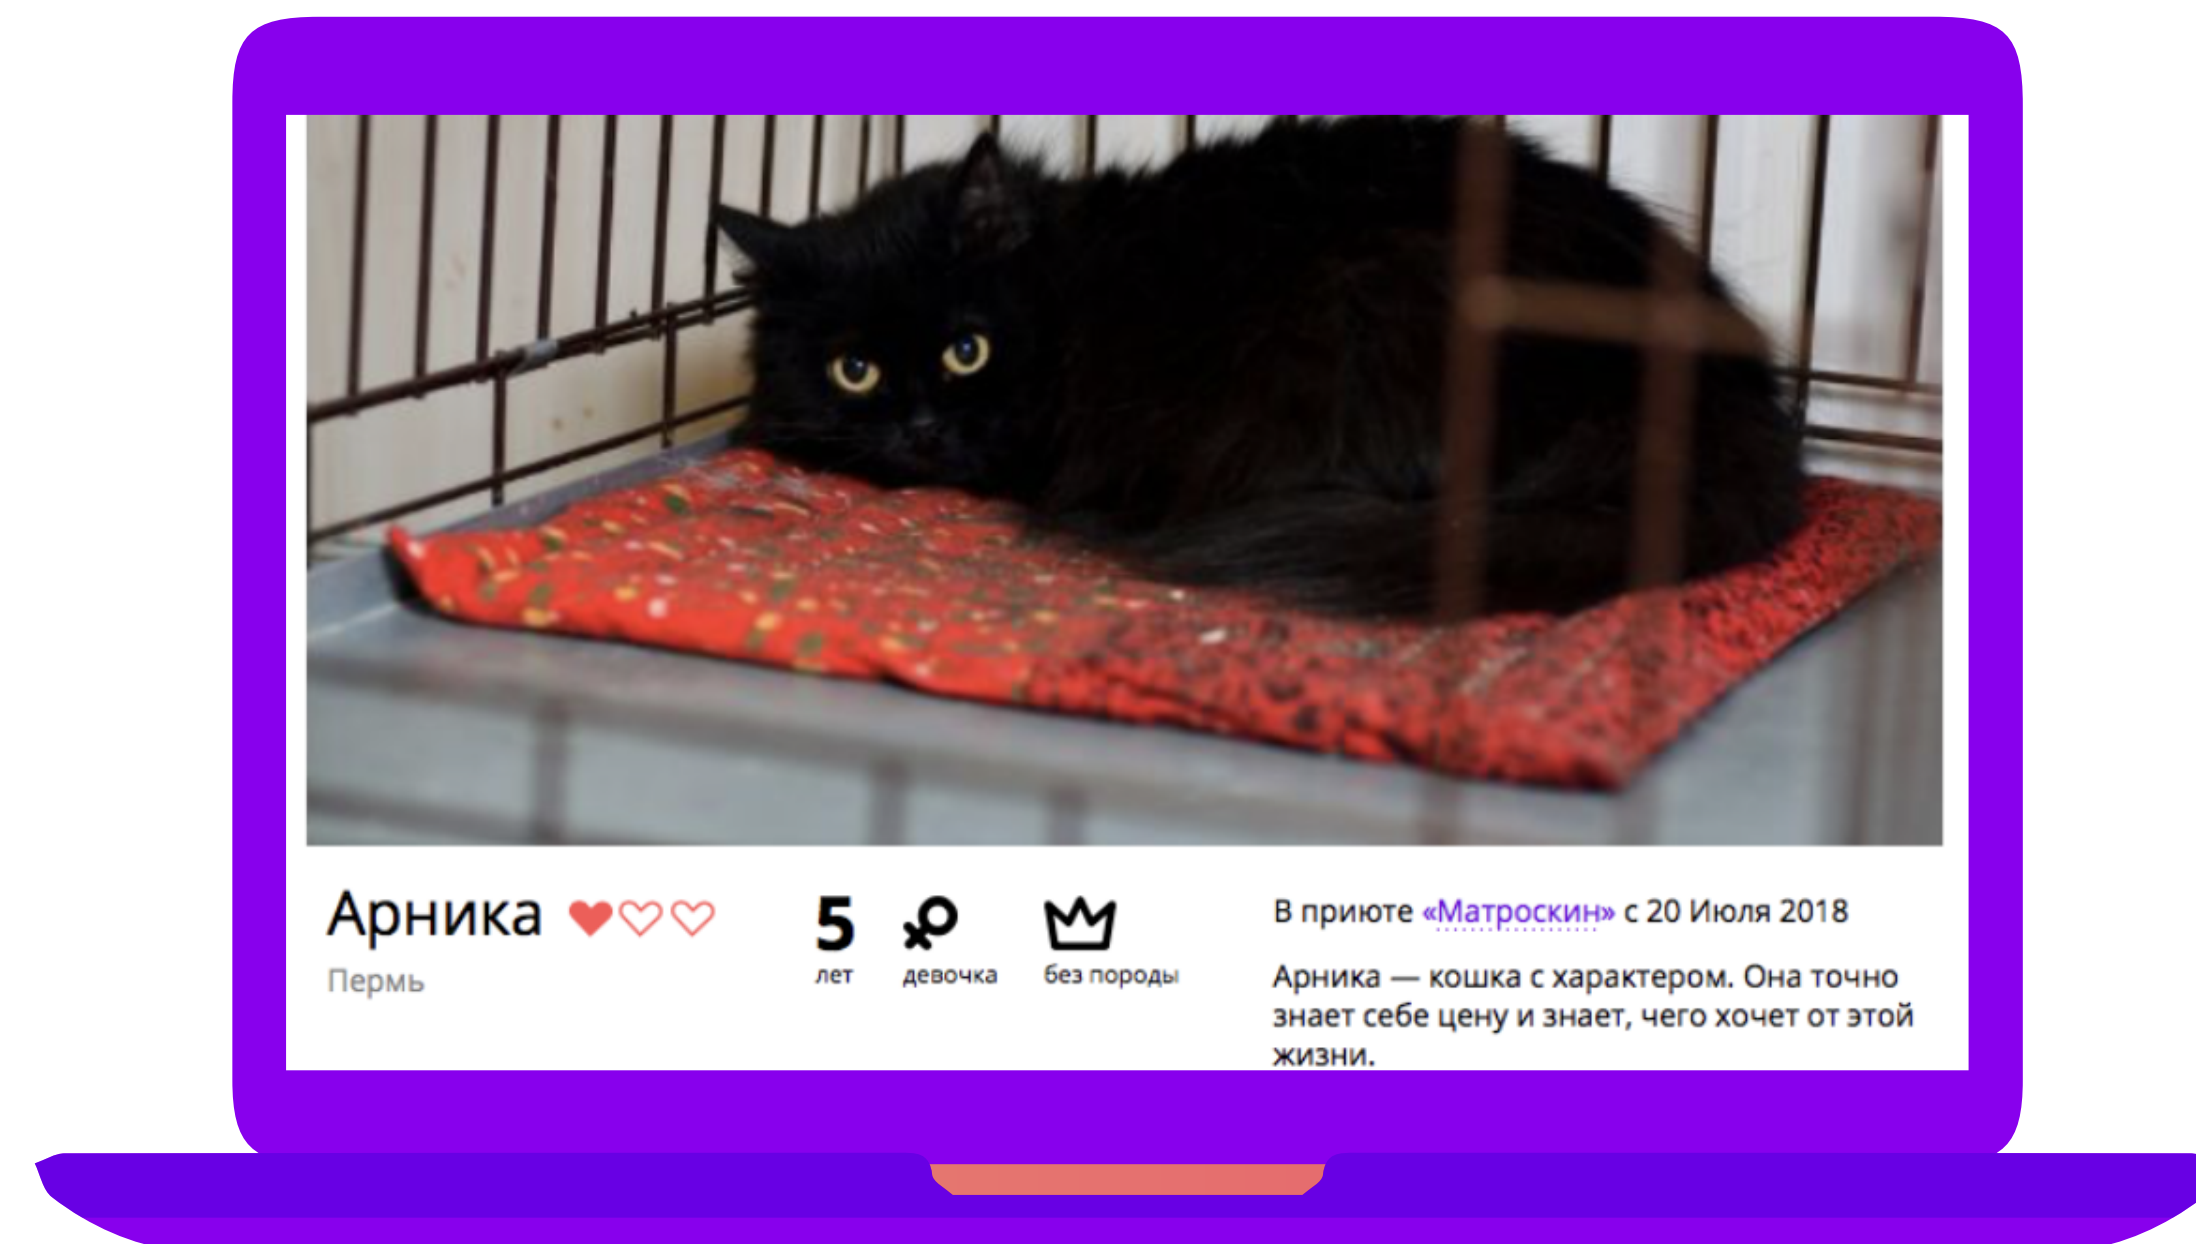 Арника
Пермь
5
лет
девочка
без породы
В приюте «Матроскин» с 20 Июля 2018
Арника — кошка с характером. Она точно
знает себе цену и знает, чего хочет от этой
жизни.